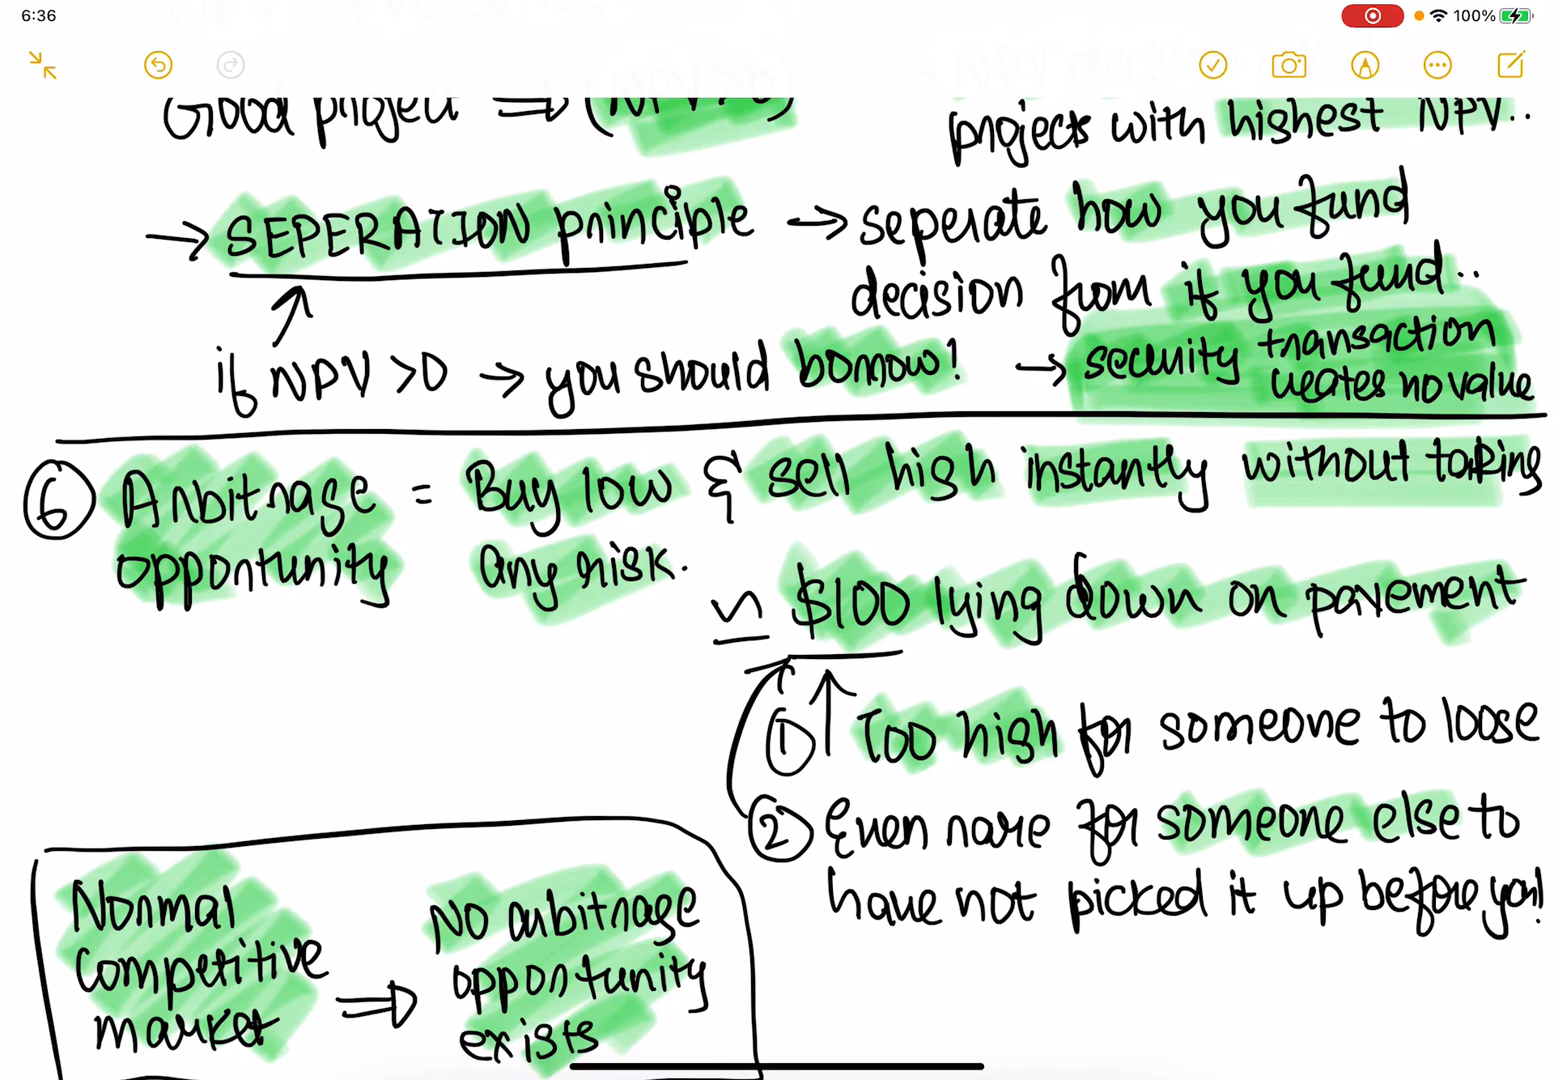 6:36
100%
Good project ⇒ (NPV>0)
projects with highest NPV..
→ SEPERATION principle → seperate how you fund
decision from if you fund..
if NPV >0 → you should borrow! → security transaction
creates no value
⑥ Arbitrage = Buy low & sell high instantly without taking
opportunity any risk.
≃ $100 lying down on pavement
① Too high for someone to loose
② Even rare for someone else to
have not picked it up before you!
Normal
competitive
market ⇒ No arbitrage
opportunity
exists